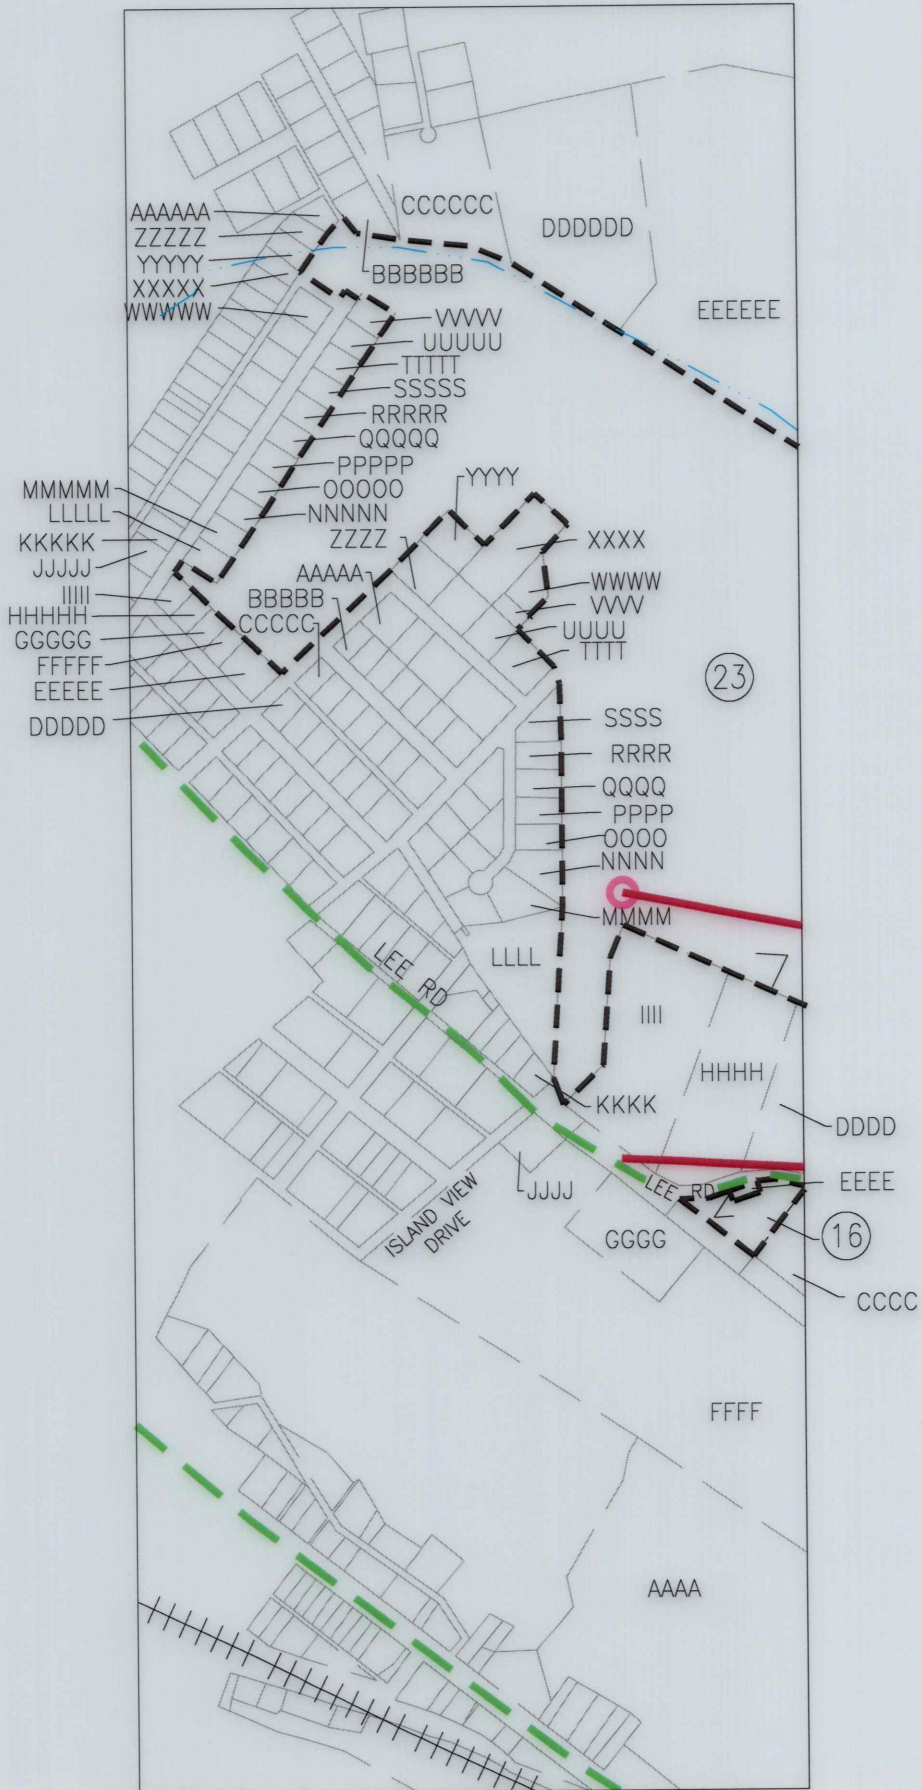 CCCCCC
AAAAAA
DDDDDD
ZZZZZ
YYYYY
BBBBBB
XXXXX
WWWWW
EEEEEE
VVVVV
UUUUU
TTTTT
SSSSS
RRRRR
QQQQQ
PPPPP
YYYY
MMMMM
OOOOO
LLLLL
NNNNN
ZZZZ
XXXX
KKKKK
JJJJJ
AAAAA
WWWW
IIIII
BBBBB
VVVV
HHHHH
CCCCC
UUUU
GGGGG
TTTT
FFFFF
23
EEEEE
DDDDD
SSSS
RRRR
QQQQ
PPPP
OOOO
NNNN
MMMM
LEE RD
LLLL
IIII
HHHH
KKKK
DDDD
JJJJ
LEE RD
EEEE
ISLAND VIEW
DRIVE
GGGG
16
CCCC
FFFF
AAAA